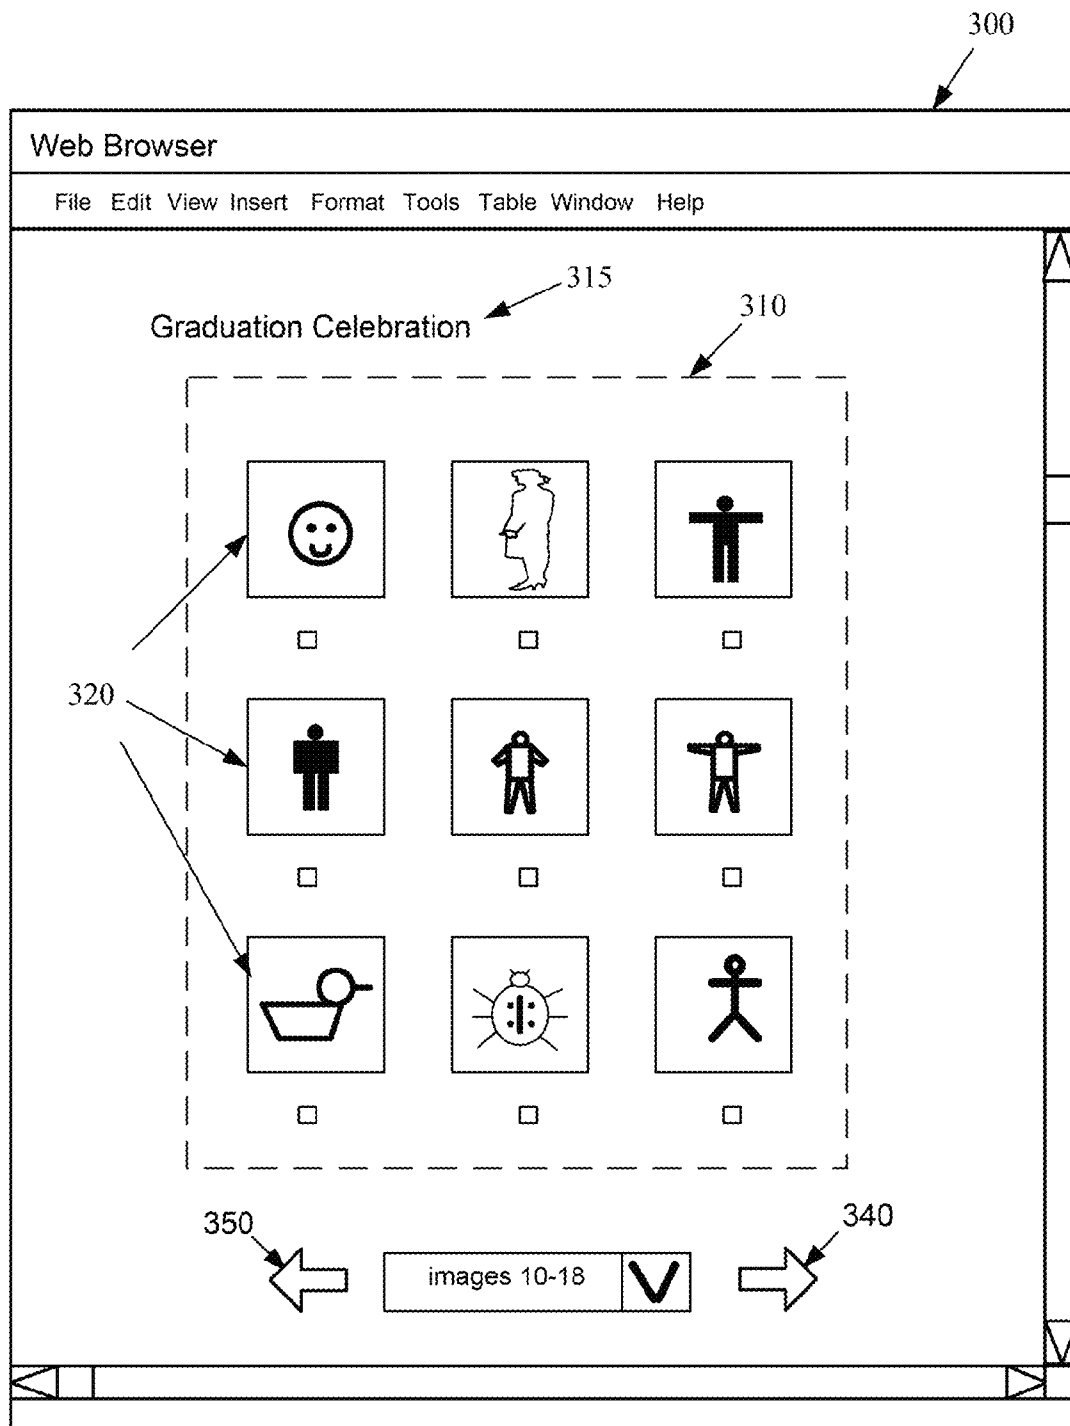 300
Web Browser
File Edit View Insert Format Tools Table Window Help
315
Graduation Celebration
310
320
350
340
images 10-18